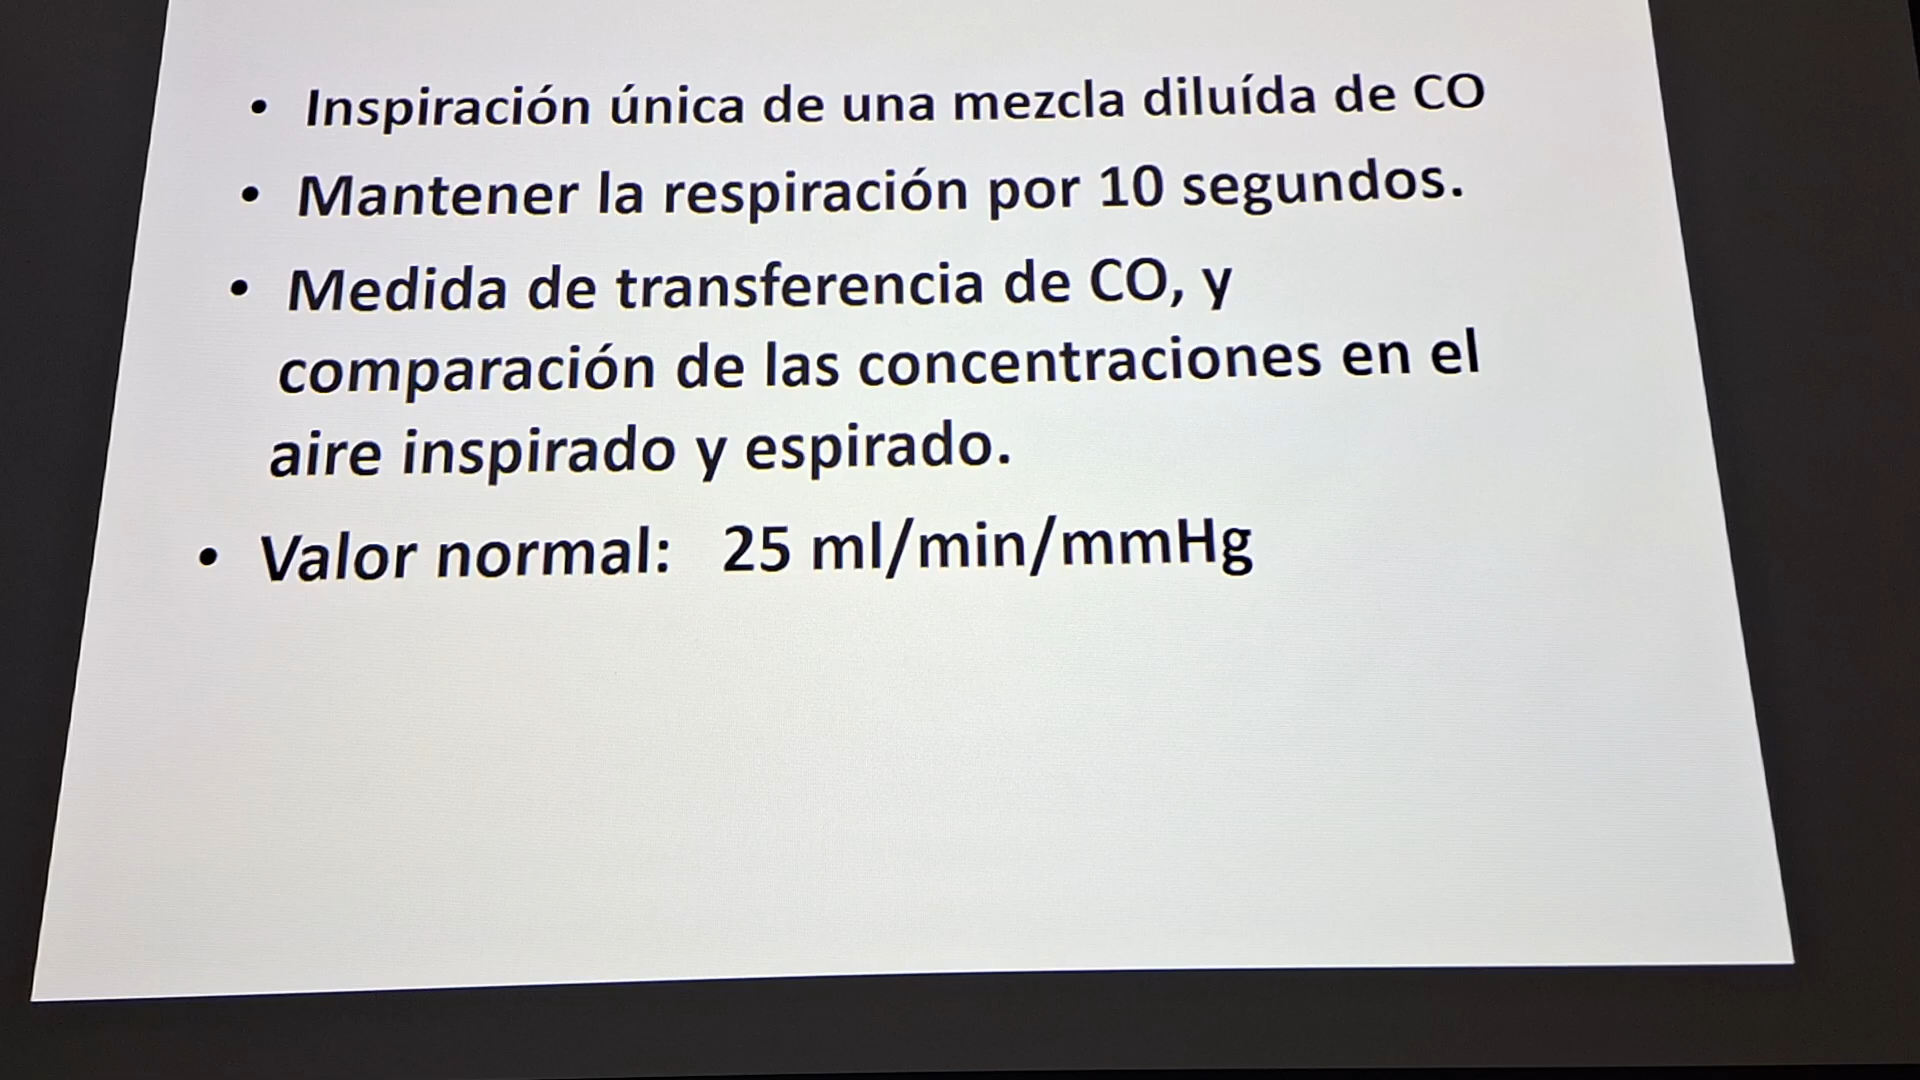 • Inspiración única de una mezcla diluída de CO
• Mantener la respiración por 10 segundos.
• Medida de transferencia de CO, y
comparación de las concentraciones en el
aire inspirado y espirado.
• Valor normal: 25 ml/min/mmHg